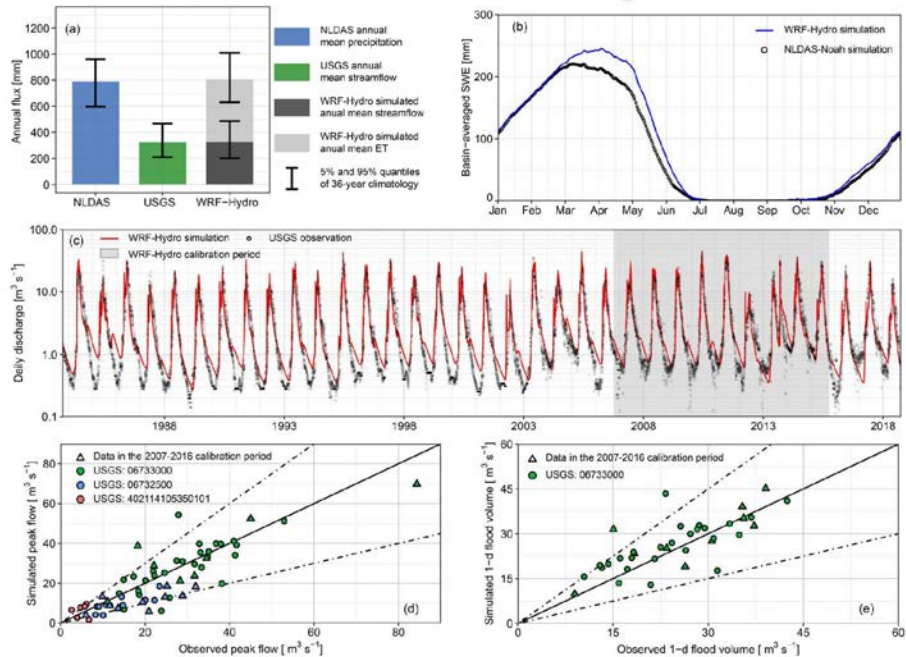 (a)
Annual flux
[mm]
1200
1000
800
600
400
200
0
NLDAS
USGS
WRF-Hydro
NLDAS annual
mean precipitation
USGS annual
mean streamflow
WRF-Hydro simulated
anual mean streamflow
WRF-Hydro simulated
anual mean ET
5% and 95% quantiles
of 36-year climatology
(b)
Basin-averaged SWE
[mm]
200
100
0
WRF-Hydro simulation
NLDAS-Noah simulation
Jan Feb Mar Apr May Jun Jul Aug Sep Oct Nov Dec
(c)
WRF-Hydro simulation
USGS observation
WRF-Hydro calibration period
Daily discharge [m³ s⁻¹]
100.0
10.0
1.0
0.1
1988 1993 1998 2003 2008 2013 2018
Simulated peak flow [ m³ s⁻¹]
90
80
60
40
20
0
Data in the 2007-2016 calibration period
USGS: 06733000
USGS: 06732500
USGS: 402114105350101
(d)
0 20 40 60 80
Observed peak flow [ m³ s⁻¹]
Simulated 1-d flood volume [ m³ s⁻¹]
60
45
30
15
0
Data in the 2007-2016 calibration period
USGS: 06733000
(e)
0 15 30 45 60
Observed 1-d flood volume [ m³ s⁻¹]